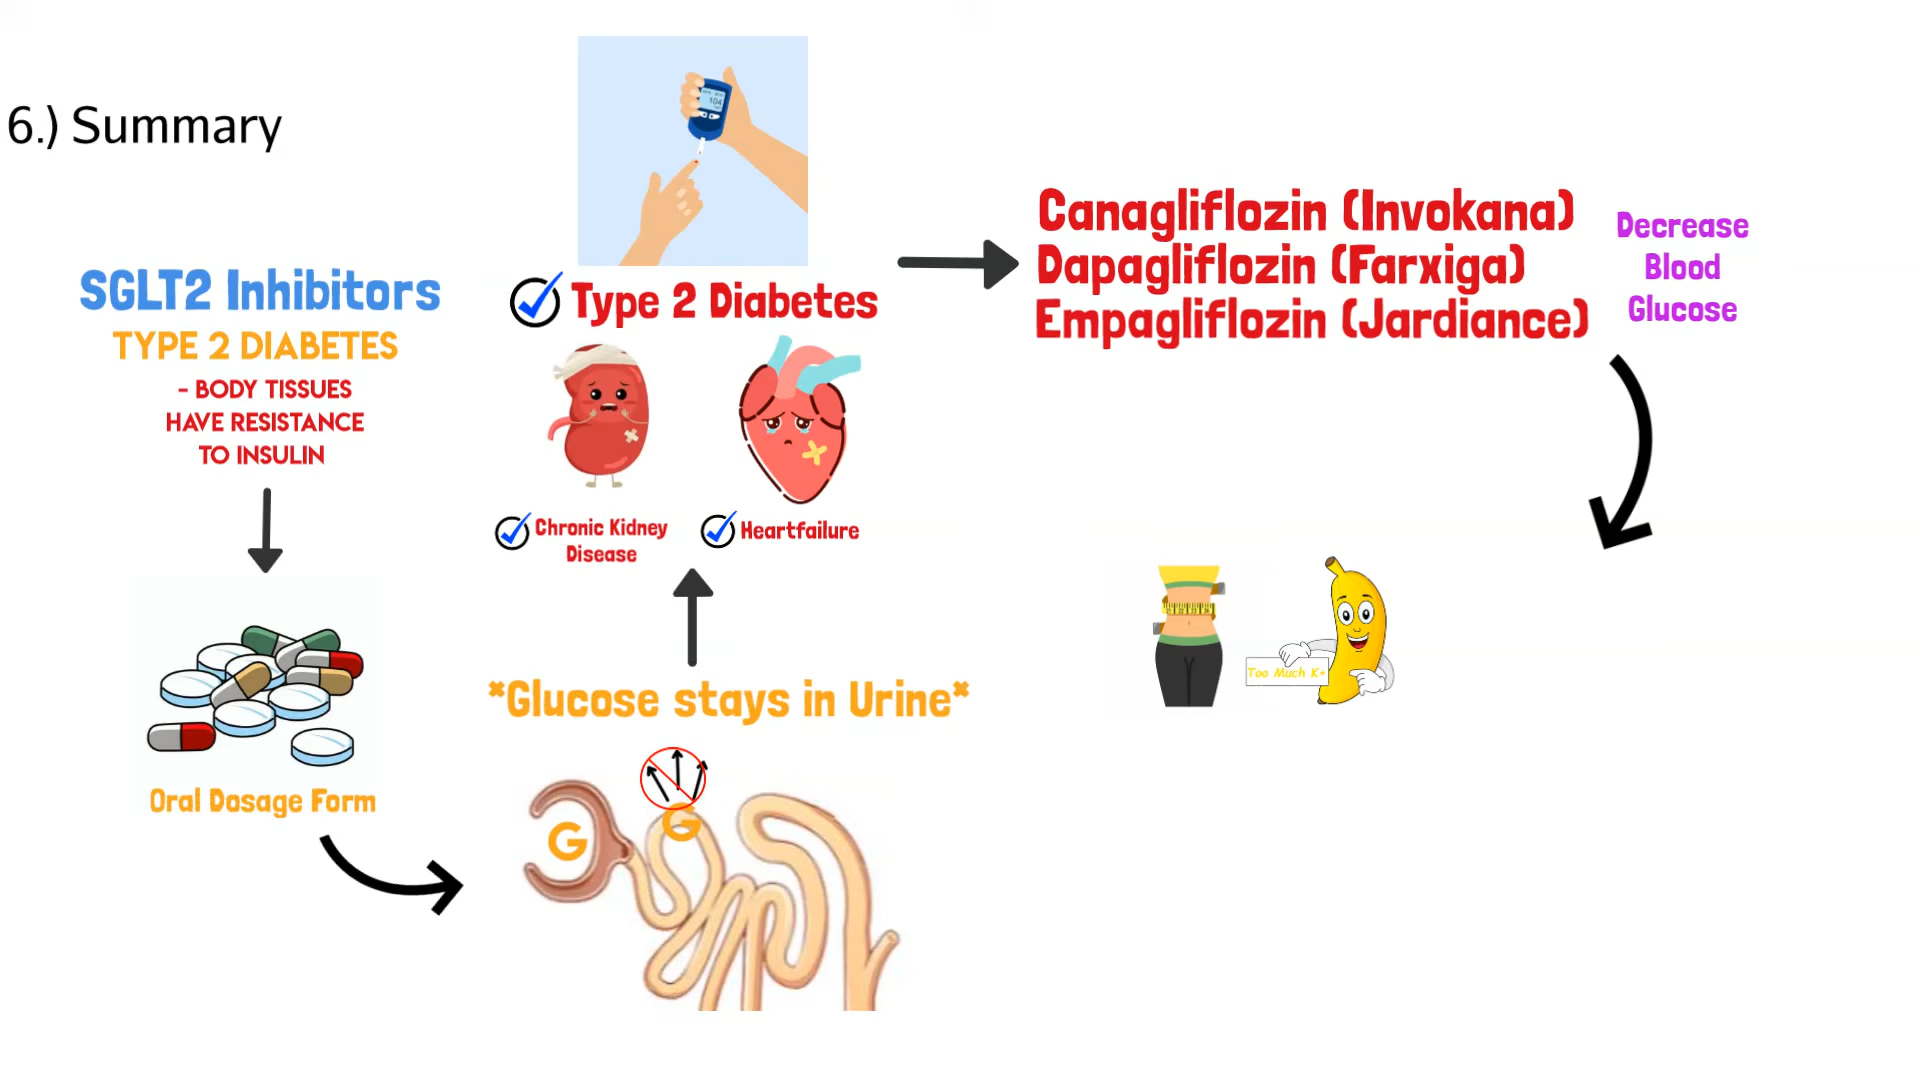 6.) Summary
SGLT2 Inhibitors
TYPE 2 DIABETES
- BODY TISSUES
HAVE RESISTANCE
TO INSULIN
Oral Dosage Form
G
G
*Glucose stays in Urine*
104
Type 2 Diabetes
Chronic Kidney
Disease
Heartfailure
Canagliflozin (Invokana)
Dapagliflozin (Farxiga)
Empagliflozin (Jardiance)
Decrease
Blood
Glucose
Too Much K+